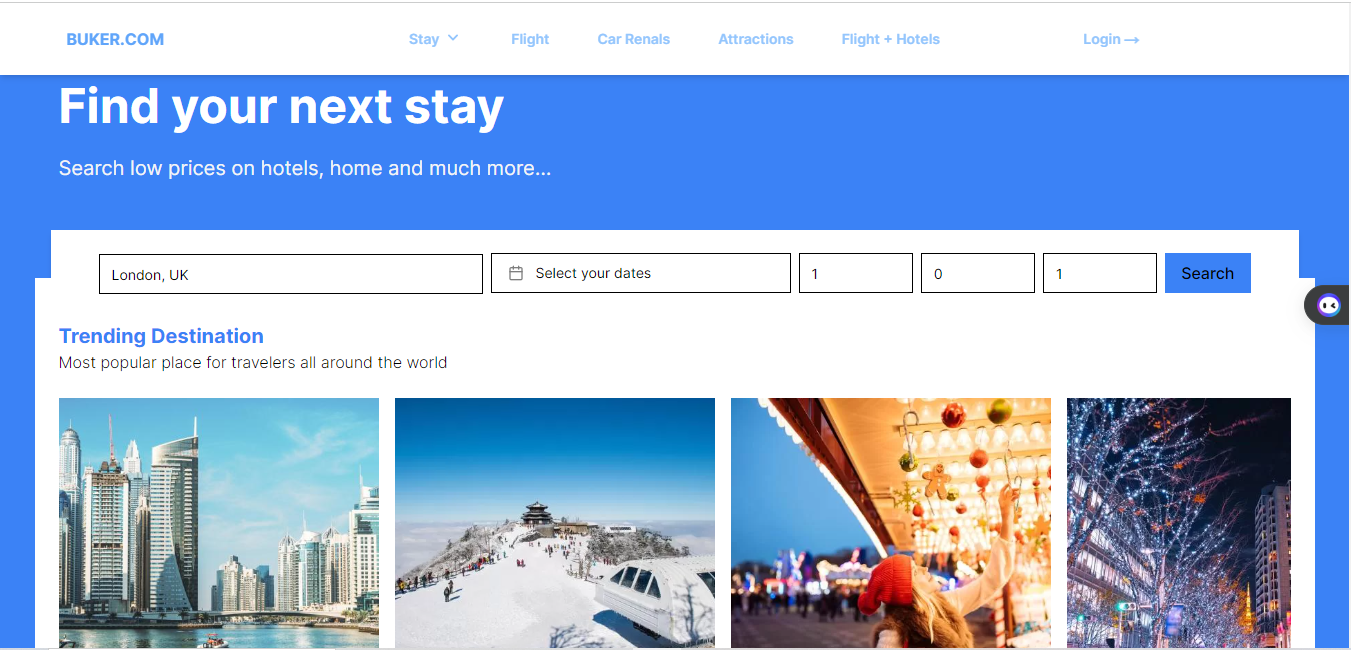 BUKER.COM
Stay
Flight
Car Renals
Attractions
Flight + Hotels
Login
Find your next stay
Search low prices on hotels, home and much more...
London, UK
Select your dates
1
0
1
Search
Trending Destination
Most popular place for travelers all around the world